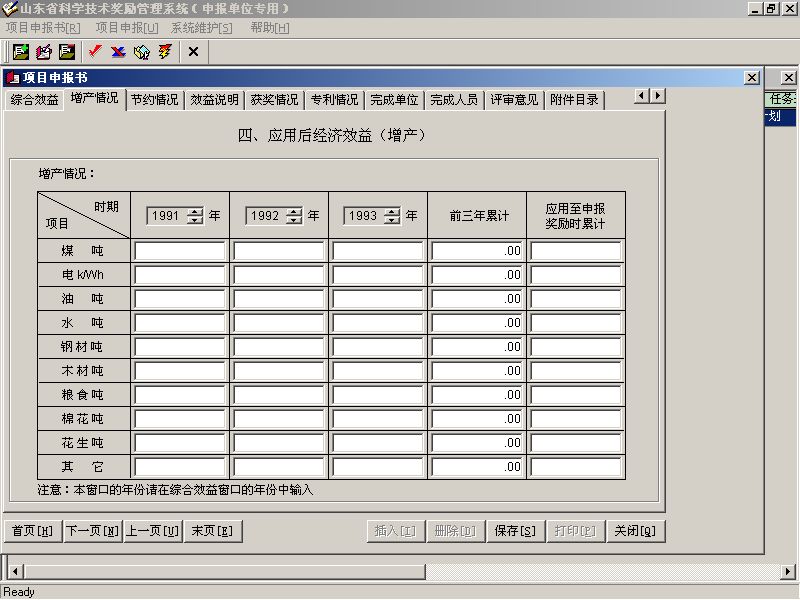 山东省科学技术奖励管理系统(申报单位专用)
项目申报书[R] 项目申报[U] 系统维护[S] 帮助[H]
项目申报书
任务:
划
综合效益 增产情况 节约情况 效益说明 获奖情况 专利情况 完成单位 完成人员 评审意见 附件目录
四、应用后经济效益(增产)
增产情况:
时期
项目
1991 年 1992 年 1993 年 前三年累计 应用至申报
奖励时累计
煤 吨 .00
电 k/Wh .00
油 吨 .00
水 吨 .00
钢材吨 .00
木材吨 .00
粮食吨 .00
棉花吨 .00
花生吨 .00
其 它 .00
注意:本窗口的年份请在综合效益窗口的年份中输入
首页[H] 下一页[N] 上一页[U] 末页[E] 插入[I] 删除[D] 保存[S] 打印[P] 关闭[Q]
Ready